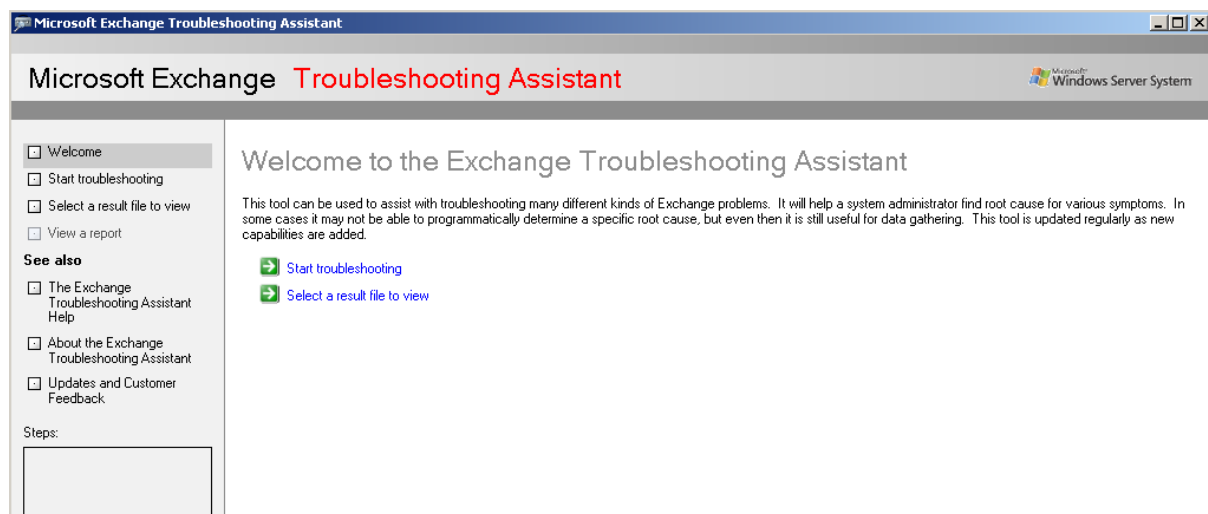 Microsoft Exchange Troubleshooting Assistant
Microsoft Exchange Troubleshooting Assistant
Microsoft
Windows Server System
Welcome
Start troubleshooting
Select a result file to view
View a report
See also
The Exchange
Troubleshooting Assistant
Help
About the Exchange
Troubleshooting Assistant
Updates and Customer
Feedback
Steps:
Welcome to the Exchange Troubleshooting Assistant
This tool can be used to assist with troubleshooting many different kinds of Exchange problems. It will help a system administrator find root cause for various symptoms. In
some cases it may not be able to programmatically determine a specific root cause, but even then it is still useful for data gathering. This tool is updated regularly as new
capabilities are added.
Start troubleshooting
Select a result file to view